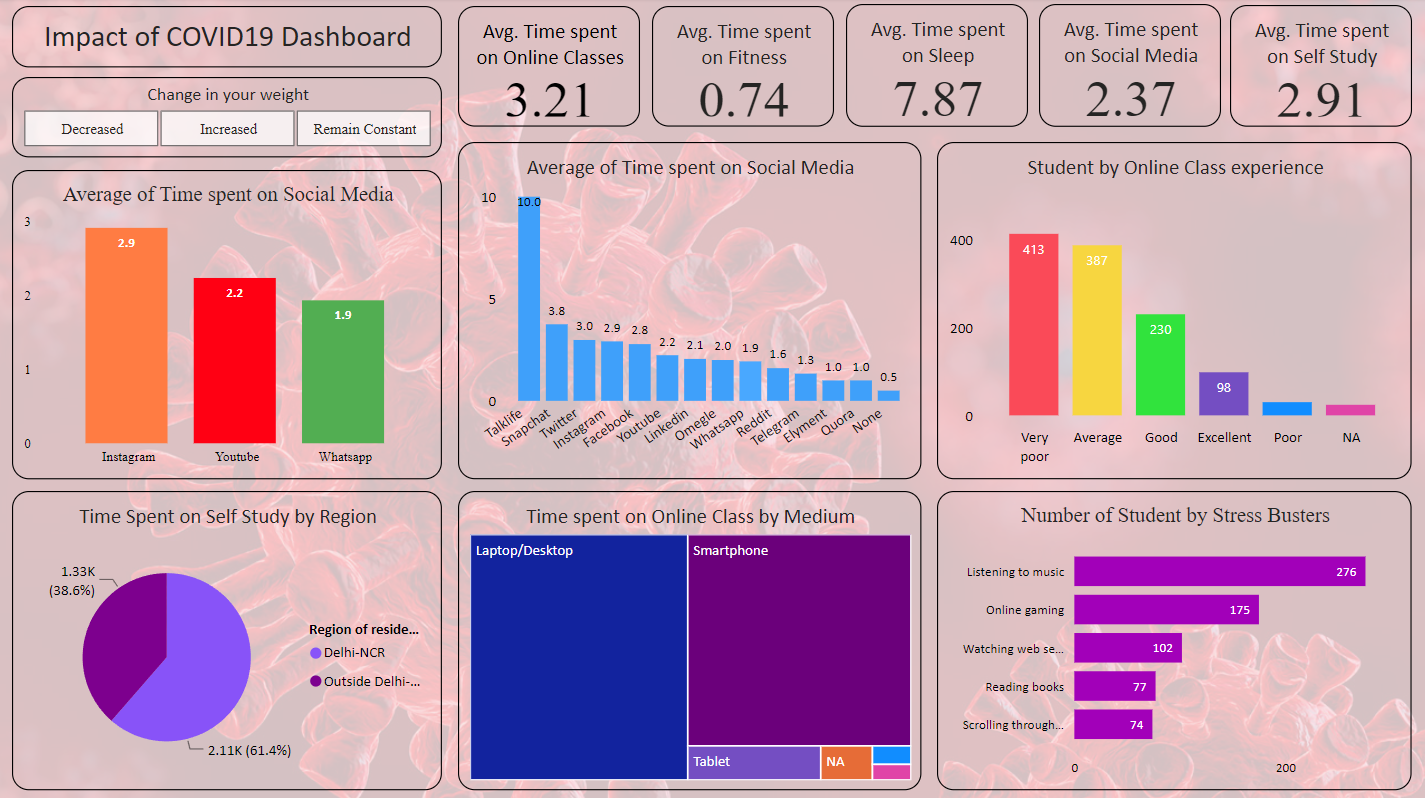 Impact of COVID19 Dashboard
Change in your weight
Decreased
Increased
Remain Constant
Avg. Time spent
on Online Classes
3.21
Avg. Time spent
on Fitness
0.74
Avg. Time spent
on Sleep
7.87
Avg. Time spent
on Social Media
2.37
Avg. Time spent
on Self Study
2.91
Average of Time spent on Social Media
3
2
1
0
2.9
2.2
1.9
Instagram
Youtube
Whatsapp
Average of Time spent on Social Media
10
5
0
10.0
3.8
3.0
2.9
2.8
2.2
2.1
2.0
1.9
1.6
1.3
1.0
1.0
0.5
Talklife
Snapchat
Twitter
Instagram
Facebook
Youtube
Linkedin
Omegle
Whatsapp
Reddit
Telegram
Elyment
Quora
None
Student by Online Class experience
400
200
0
413
387
230
98
Very
poor
Average
Good
Excellent
Poor
NA
Time Spent on Self Study by Region
1.33K
(38.6%)
2.11K (61.4%)
Region of reside...
Delhi-NCR
Outside Delhi-...
Time spent on Online Class by Medium
Laptop/Desktop
Smartphone
Tablet
NA
Number of Student by Stress Busters
Listening to music
276
Online gaming
175
Watching web se...
102
Reading books
77
Scrolling through...
74
0
200